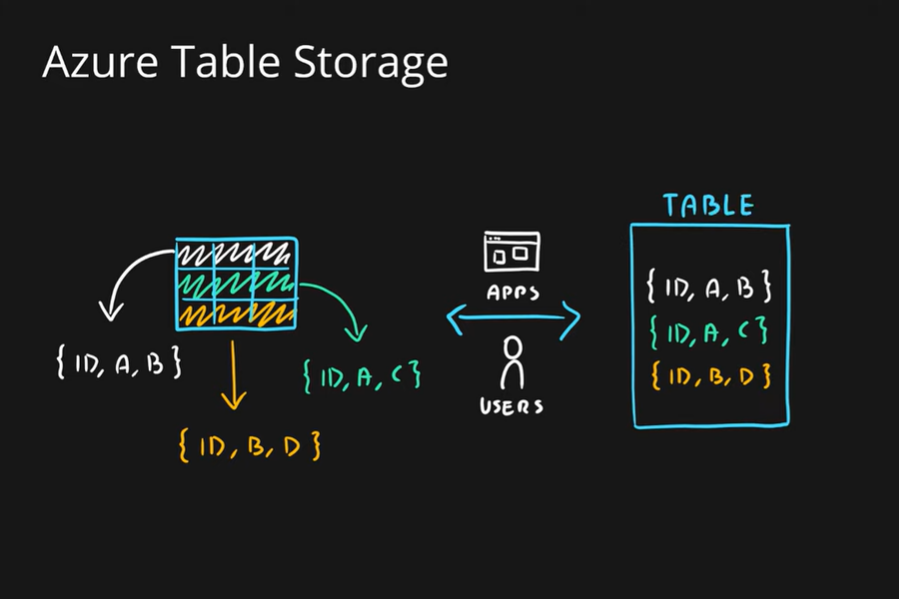 Azure Table Storage
{ ID, A, B }
{ ID, B, D }
{ ID, A, C }
APPS
USERS
TABLE
{ ID, A, B }
{ ID, A, C }
{ ID, B, D }